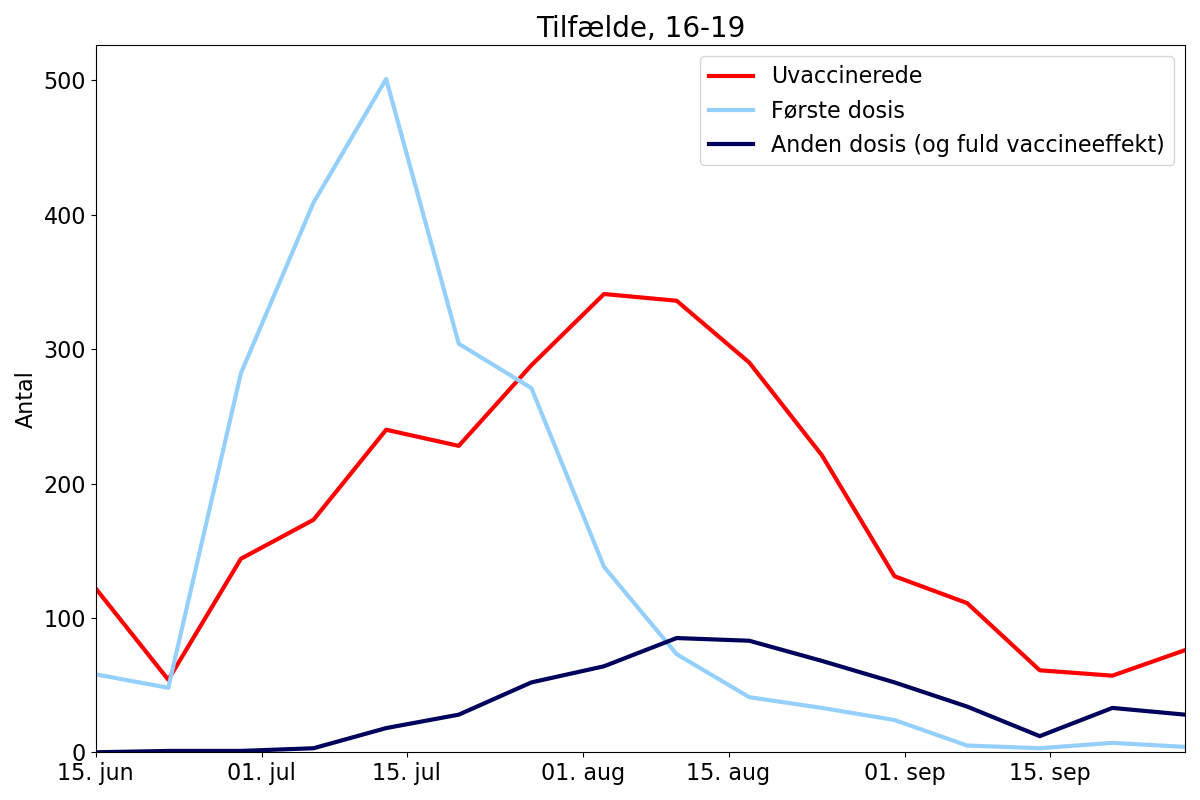 Tilfælde, 16-19
Uvaccinerede
Første dosis
Anden dosis (og fuld vaccineeffekt)
Antal
500
400
300
200
100
0
15. jun 01. jul 15. jul 01. aug 15. aug 01. sep 15. sep